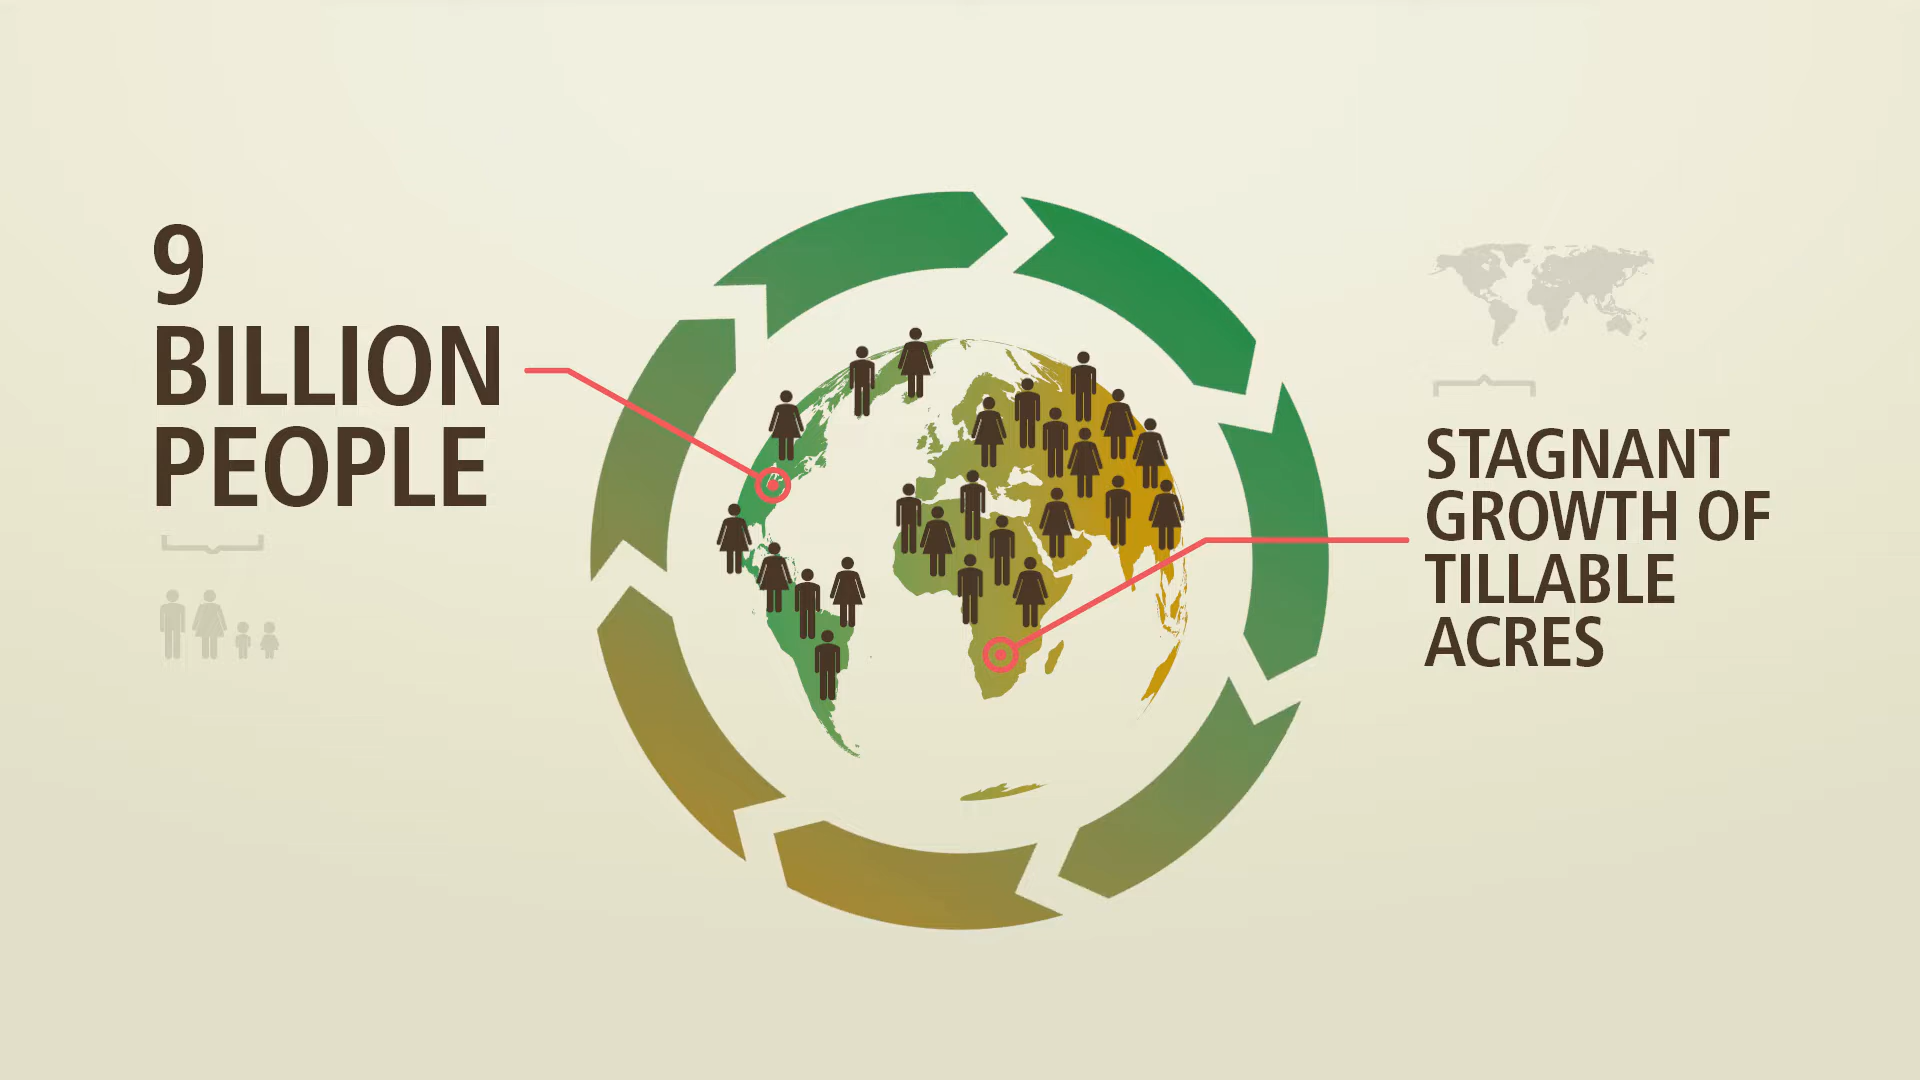 9
BILLION
PEOPLE
STAGNANT
GROWTH OF
TILLABLE
ACRES